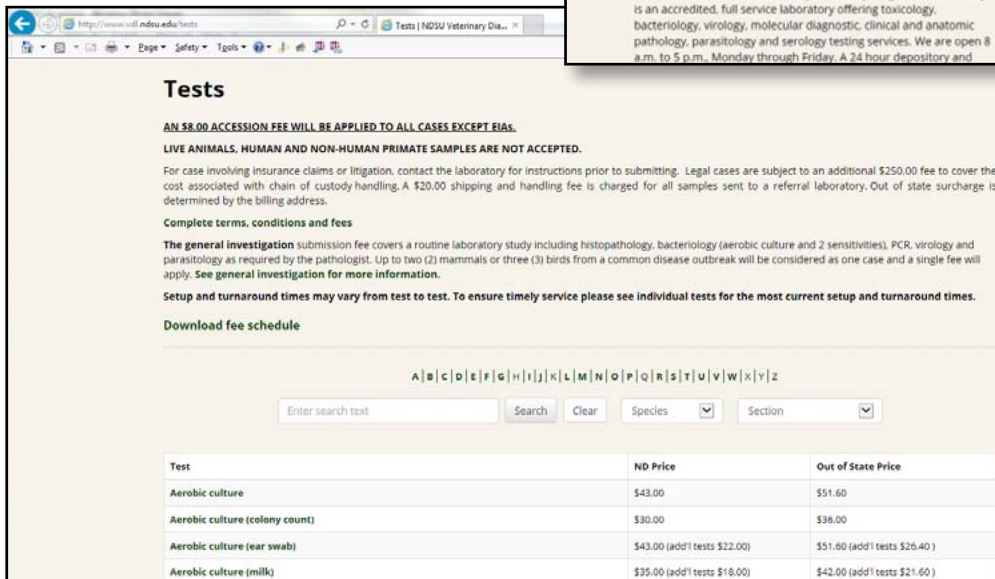 is an accredited, full service laboratory offering toxicology,
bacteriology, virology, molecular diagnostic, clinical and anatomic
pathology, parasitology and serology testing services. We are open 8
a.m. to 5 p.m., Monday through Friday. A 24 hour depository and
http://www.vdl.ndsu.edu/tests
Tests | NDSU Veterinary Dia...
Page Safety Tools
Tests
AN $8.00 ACCESSION FEE WILL BE APPLIED TO ALL CASES EXCEPT EIAs.
LIVE ANIMALS, HUMAN AND NON-HUMAN PRIMATE SAMPLES ARE NOT ACCEPTED.
For case involving insurance claims or litigation, contact the laboratory for instructions prior to submitting. Legal cases are subject to an additional $250.00 fee to cover the
cost associated with chain of custody handling. A $20.00 shipping and handling fee is charged for all samples sent to a referral laboratory. Out of state surcharge is
determined by the billing address.
Complete terms, conditions and fees
The general investigation submission fee covers a routine laboratory study including histopathology, bacteriology (aerobic culture and 2 sensitivities), PCR, virology and
parasitology as required by the pathologist. Up to two (2) mammals or three (3) birds from a common disease outbreak will be considered as one case and a single fee will
apply. See general investigation for more information.
Setup and turnaround times may vary from test to test. To ensure timely service please see individual tests for the most current setup and turnaround times.
Download fee schedule
A|B|C|D|E|F|G|H|I|J|K|L|M|N|O|P|Q|R|S|T|U|V|W|X|Y|Z
Enter search text Search Clear Species Section
Test ND Price Out of State Price
Aerobic culture $43.00 $51.60
Aerobic culture (colony count) $30.00 $36.00
Aerobic culture (ear swab) $43.00 (add'l tests $22.00) $51.60 (add'l tests $26.40 )
Aerobic culture (milk) $35.00 (add'l tests $18.00) $42.00 (add'l tests $21.60 )